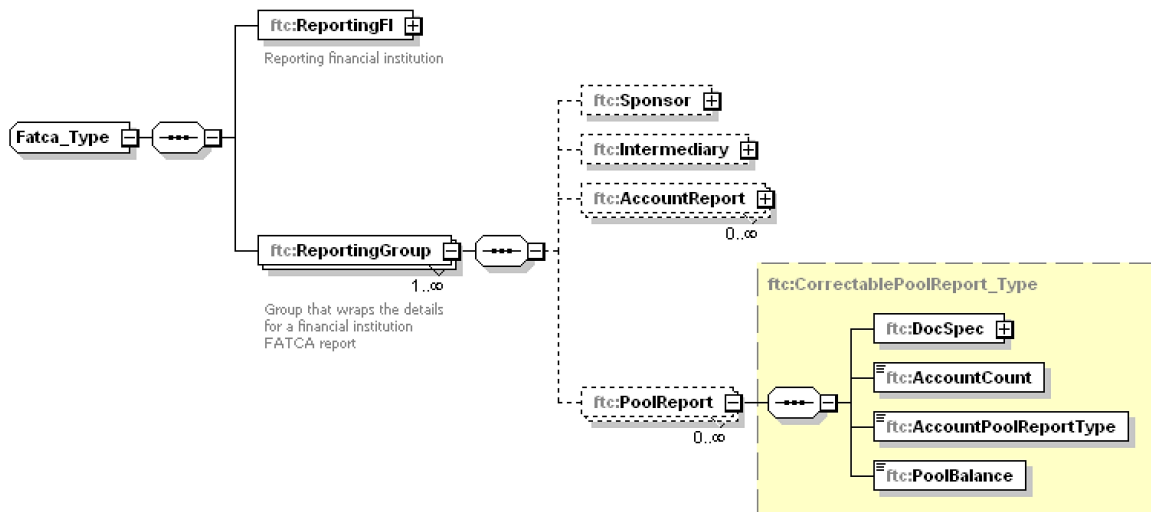 ftc:ReportingFI
Reporting financial institution
Fatca_Type
ftc:Sponsor
ftc:Intermediary
ftc:AccountReport
0..∞
ftc:ReportingGroup
1..∞
Group that wraps the details
for a financial institution
FATCA report
ftc:CorrectablePoolReport_Type
ftc:DocSpec
ftc:AccountCount
ftc:PoolReport
0..∞
ftc:AccountPoolReportType
ftc:PoolBalance